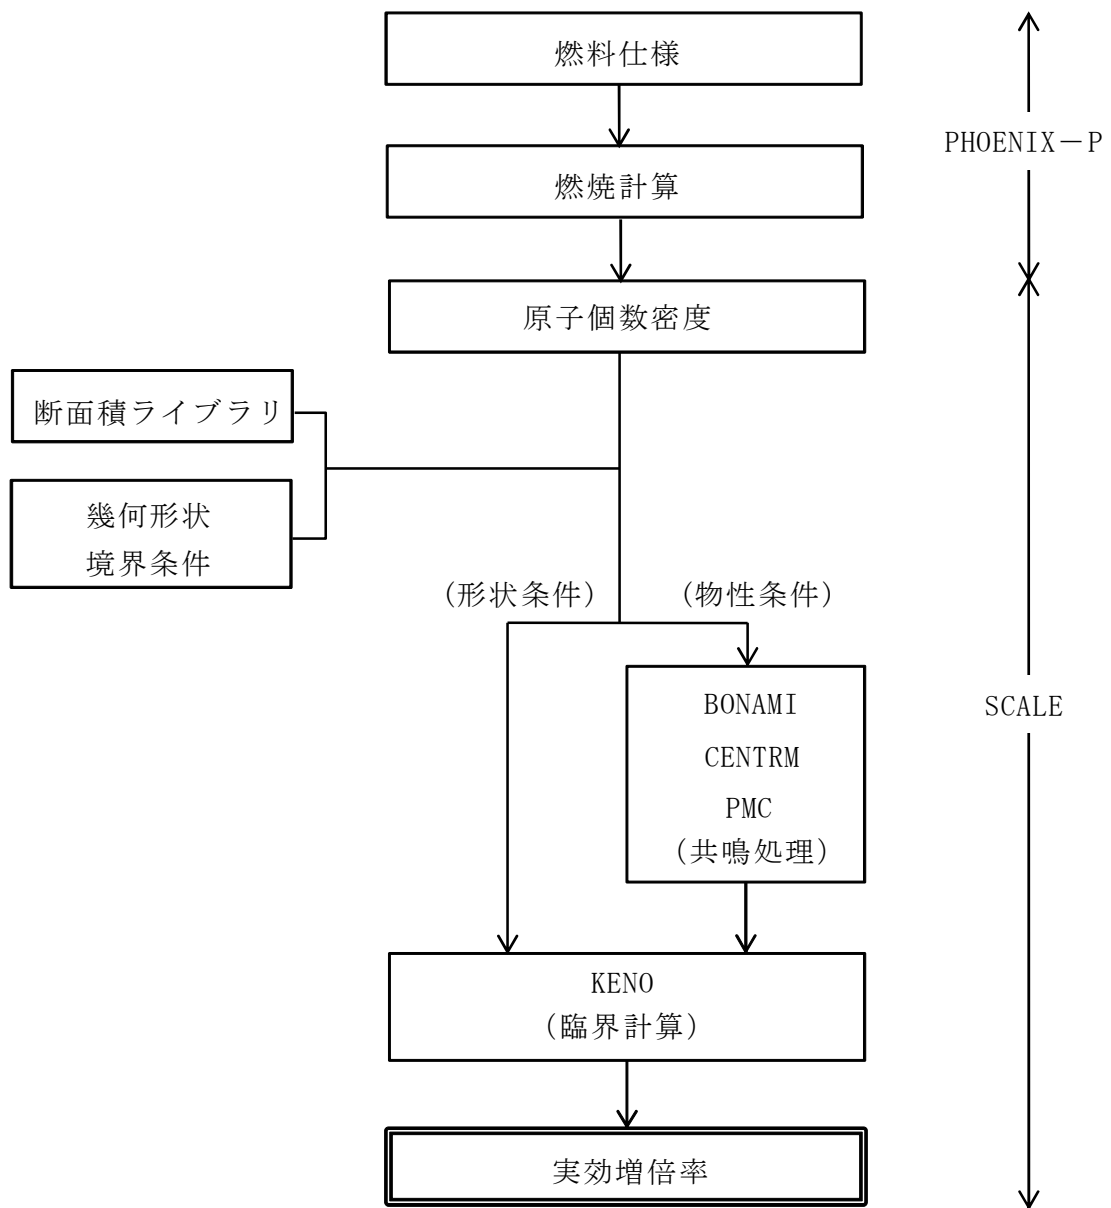 燃料仕様
PHOENIX－P
燃焼計算
原子個数密度
断面積ライブラリ
幾何形状
境界条件
(形状条件)
(物性条件)
BONAMI
CENTRM
PMC
(共鳴処理)
SCALE
KENO
(臨界計算)
実効増倍率